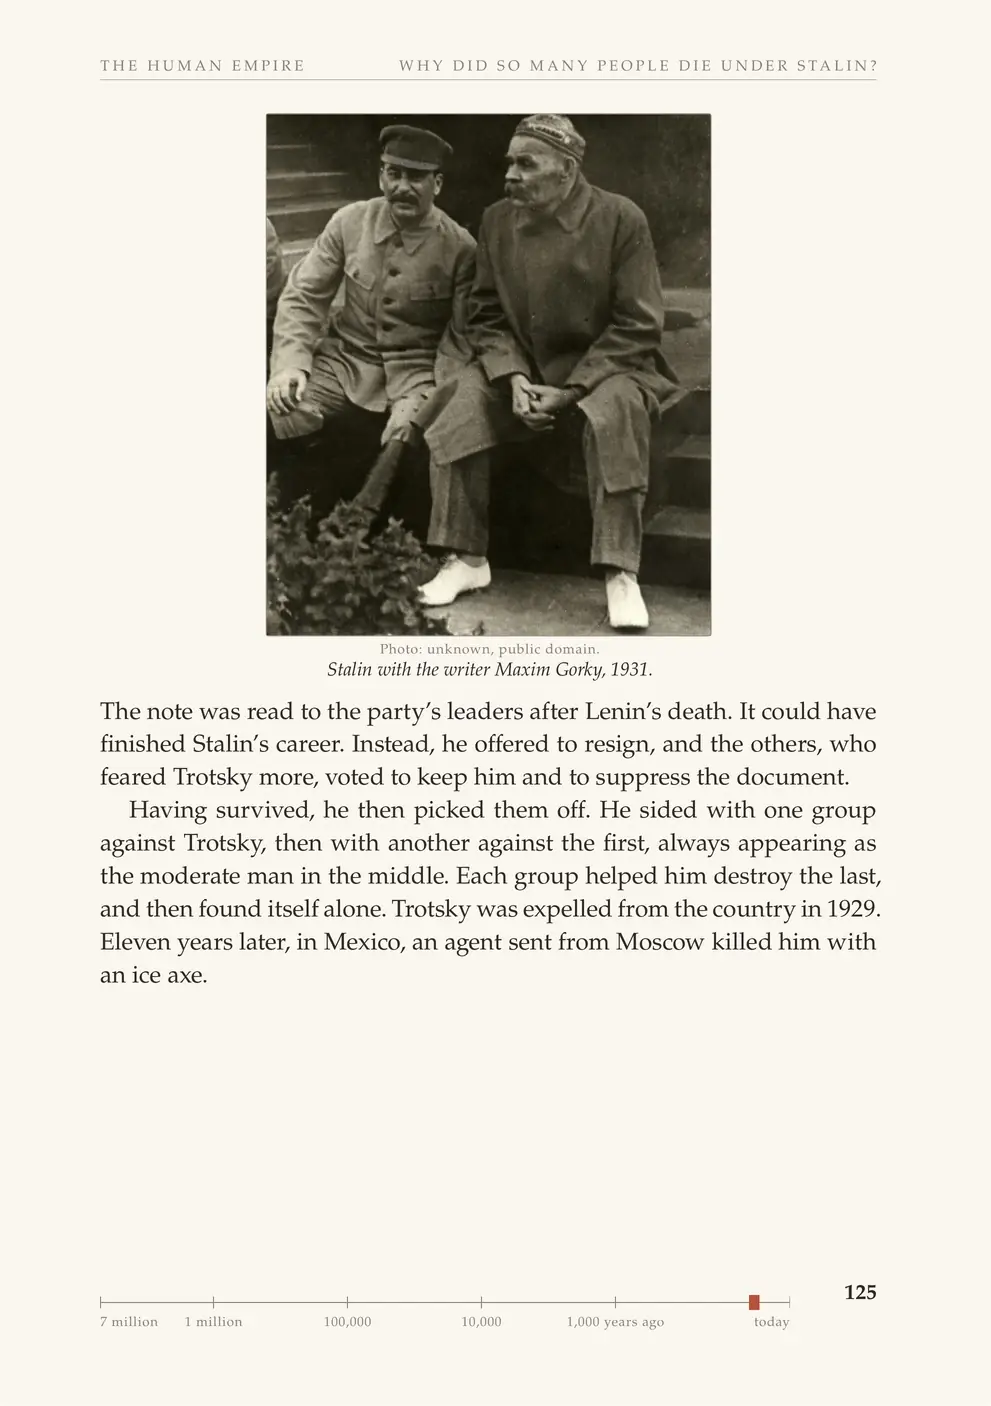 THE HUMAN EMPIRE
WHY DID SO MANY PEOPLE DIE UNDER STALIN?
Photo: unknown, public domain.
Stalin with the writer Maxim Gorky, 1931.
The note was read to the party’s leaders after Lenin’s death. It could have
finished Stalin’s career. Instead, he offered to resign, and the others, who
feared Trotsky more, voted to keep him and to suppress the document.
Having survived, he then picked them off. He sided with one group
against Trotsky, then with another against the first, always appearing as
the moderate man in the middle. Each group helped him destroy the last,
and then found itself alone. Trotsky was expelled from the country in 1929.
Eleven years later, in Mexico, an agent sent from Moscow killed him with
an ice axe.
125
7 million
1 million
100,000
10,000
1,000 years ago
today